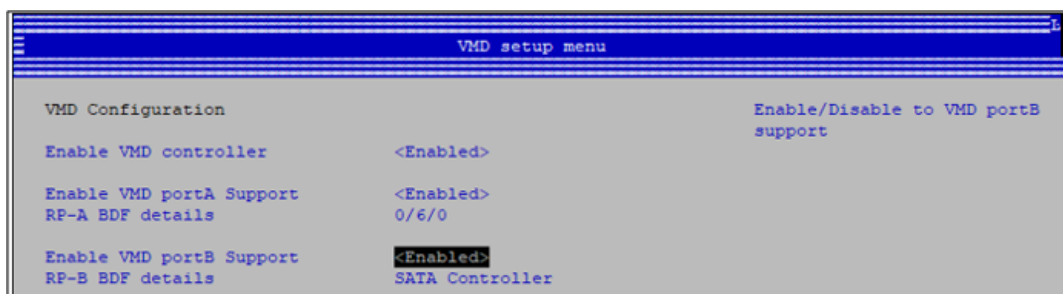 VMD setup menu
VMD Configuration
Enable/Disable to VMD portB
support
Enable VMD controller <Enabled>
Enable VMD portA Support <Enabled>
RP-A BDF details 0/6/0
Enable VMD portB Support <Enabled>
RP-B BDF details SATA Controller